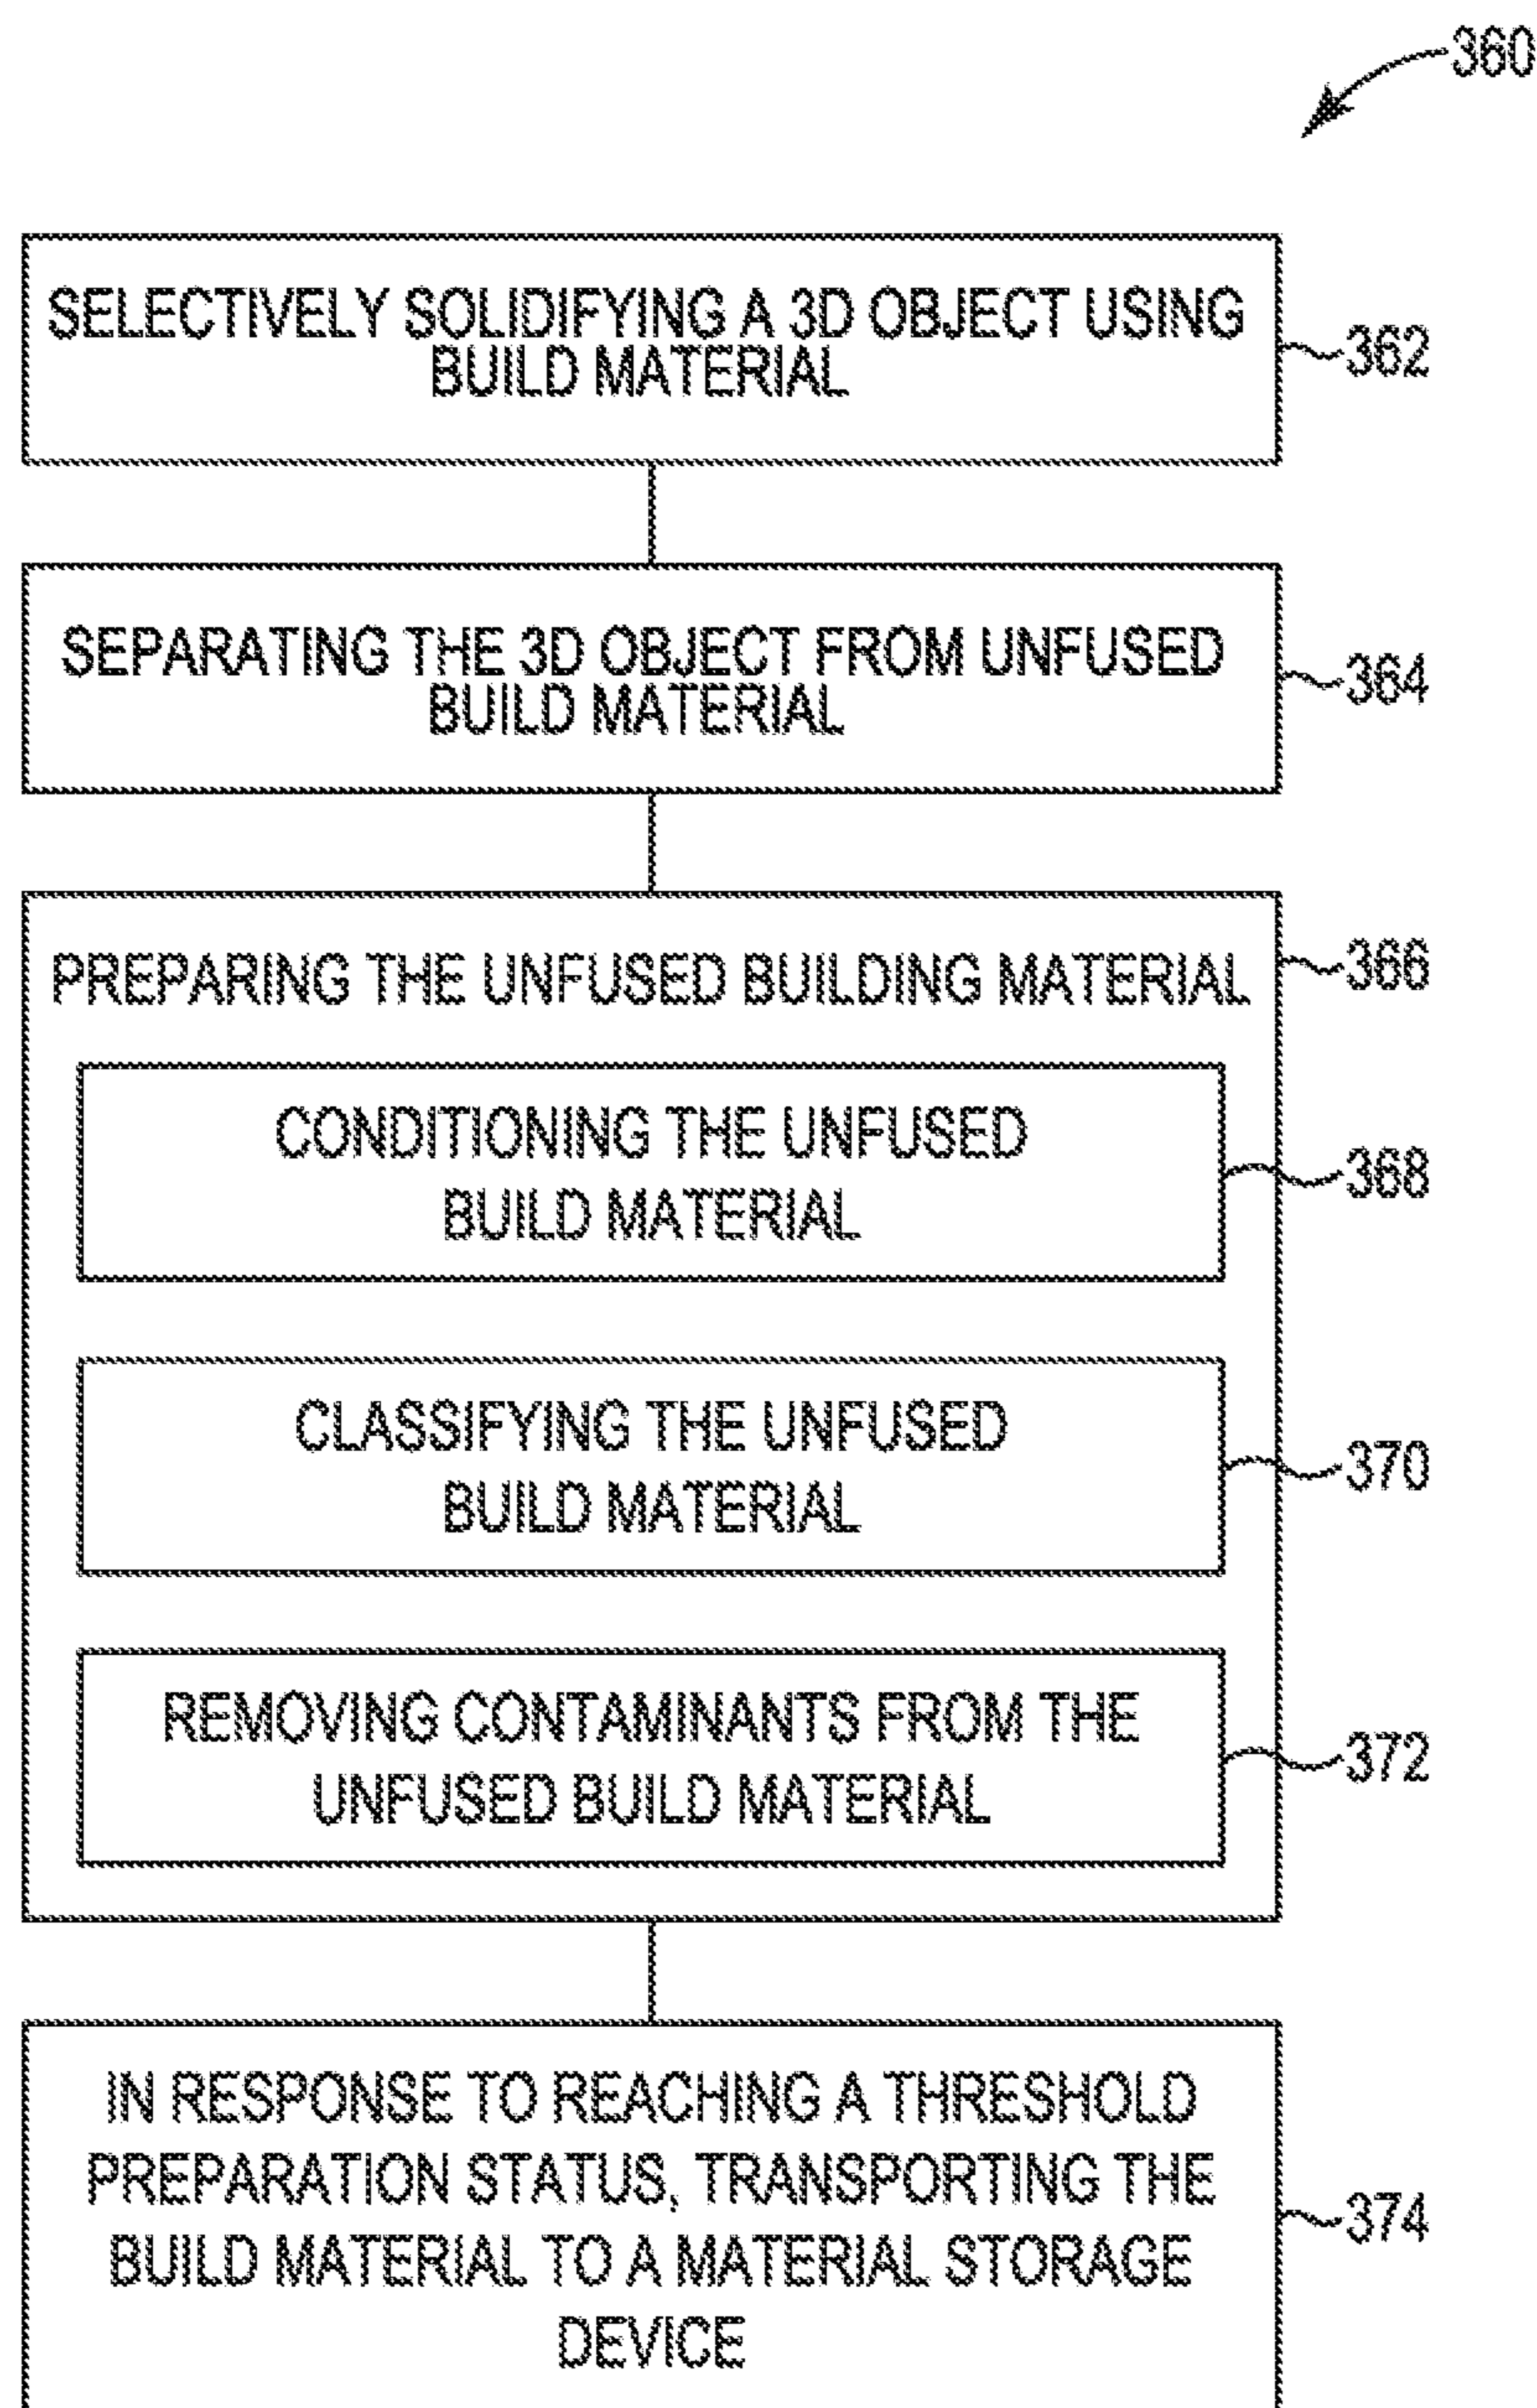 360
SELECTIVELY SOLIDIFYING A 3D OBJECT USING
BUILD MATERIAL
362
SEPARATING THE 3D OBJECT FROM UNFUSED
BUILD MATERIAL
364
PREPARING THE UNFUSED BUILDING MATERIAL
366
CONDITIONING THE UNFUSED
BUILD MATERIAL
368
CLASSIFYING THE UNFUSED
BUILD MATERIAL
370
REMOVING CONTAMINANTS FROM THE
UNFUSED BUILD MATERIAL
372
IN RESPONSE TO REACHING A THRESHOLD
PREPARATION STATUS, TRANSPORTING THE
BUILD MATERIAL TO A MATERIAL STORAGE
DEVICE
374